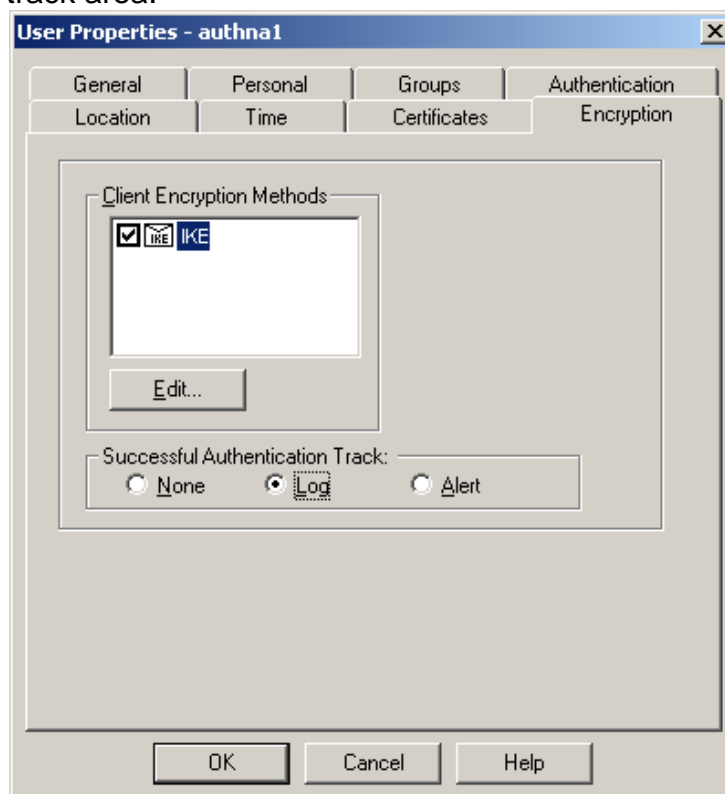 track area.
User Properties - authna1
General Personal Groups Authentication
Location Time Certificates Encryption
Client Encryption Methods
IKE IKE
Edit...
Successful Authentication Track:
None Log Alert
OK Cancel Help